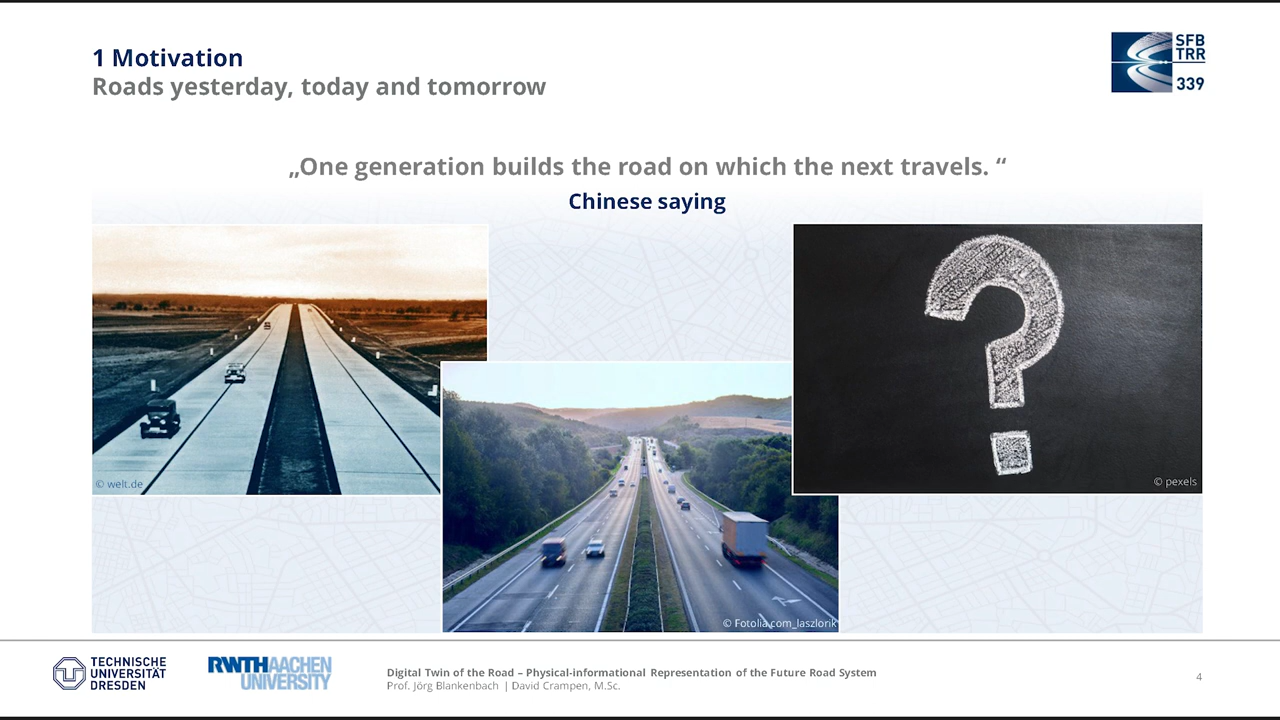 1 Motivation
Roads yesterday, today and tomorrow
SFB
TRR
339
„One generation builds the road on which the next travels. “
Chinese saying
© welt.de
© pexels
© Fotolia.com_laszlorik
TECHNISCHE
UNIVERSITÄT
DRESDEN
RWTHAACHEN
UNIVERSITY
Digital Twin of the Road – Physical-informational Representation of the Future Road System
Prof. Jörg Blankenbach | David Crampen, M.Sc.
4